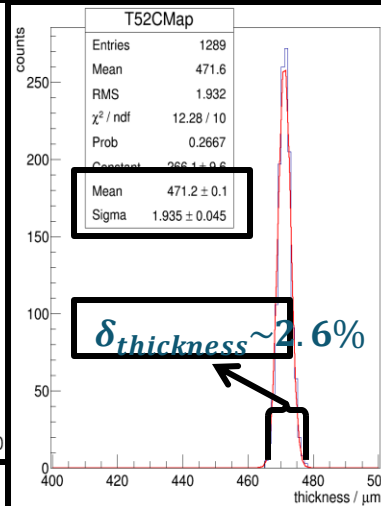 T52CMap
Entries 1289
Mean 471.6
RMS 1.932
χ² / ndf 12.28 / 10
Prob 0.2667
Constant 266.1 ± 9.6
Mean 471.2 ± 0.1
Sigma 1.935 ± 0.045
counts
250
200
150
100
50
0
δthickness~2.6%
400 420 440 460 480 50
thickness / μm